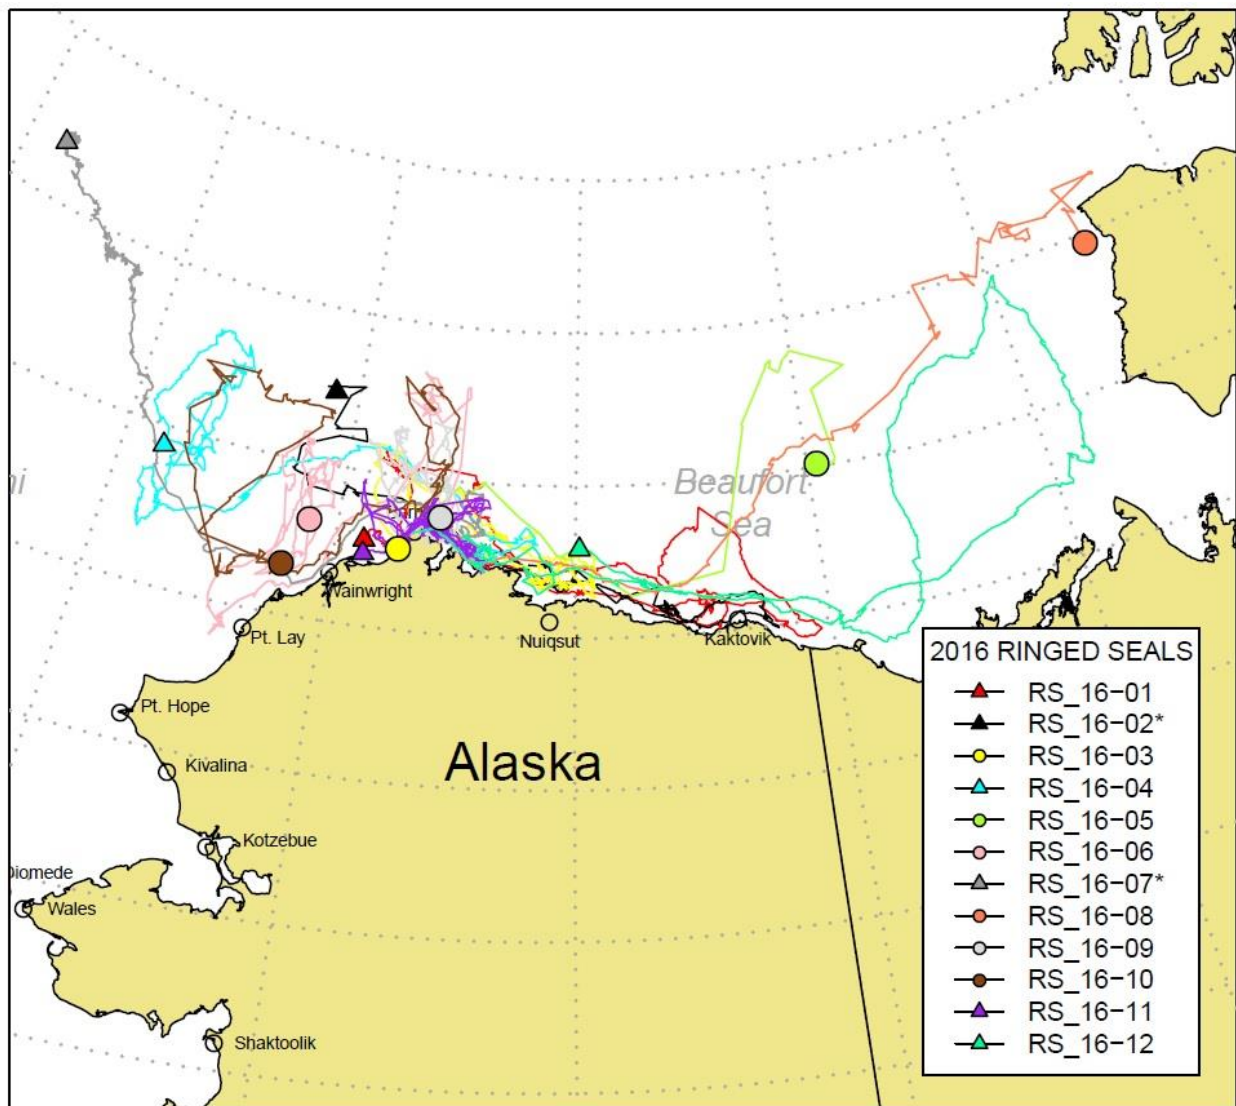 ni
Beaufort
Sea
Wainwright
Pt. Lay
Nuiqsut
Kaktovik
Pt. Hope
Kivalina
Alaska
Kotzebue
Diomede
Wales
Shaktoolik
2016 RINGED SEALS
RS_16-01
RS_16-02*
RS_16-03
RS_16-04
RS_16-05
RS_16-06
RS_16-07*
RS_16-08
RS_16-09
RS_16-10
RS_16-11
RS_16-12